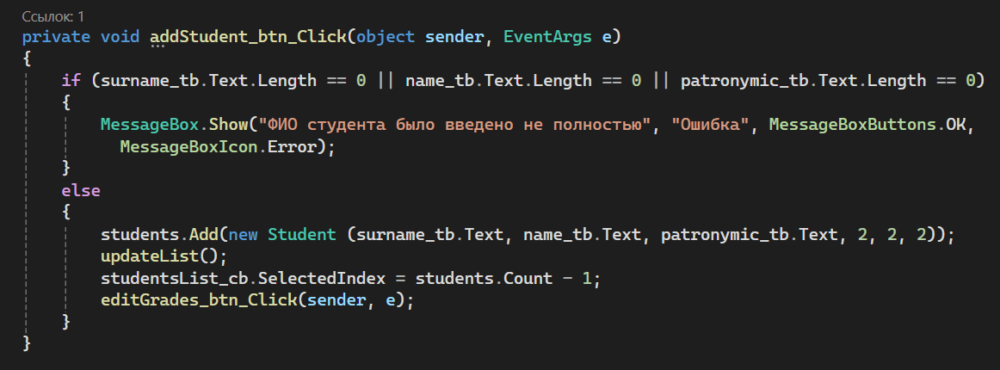 Ссылок: 1
private void addStudent_btn_Click(object sender, EventArgs e)
{
if (surname_tb.Text.Length == 0 || name_tb.Text.Length == 0 || patronymic_tb.Text.Length == 0)
{
MessageBox.Show("ФИО студента было введено не полностью", "Ошибка", MessageBoxButtons.OK,
MessageBoxIcon.Error);
}
else
{
students.Add(new Student (surname_tb.Text, name_tb.Text, patronymic_tb.Text, 2, 2, 2));
updateList();
studentsList_cb.SelectedIndex = students.Count - 1;
editGrades_btn_Click(sender, e);
}
}